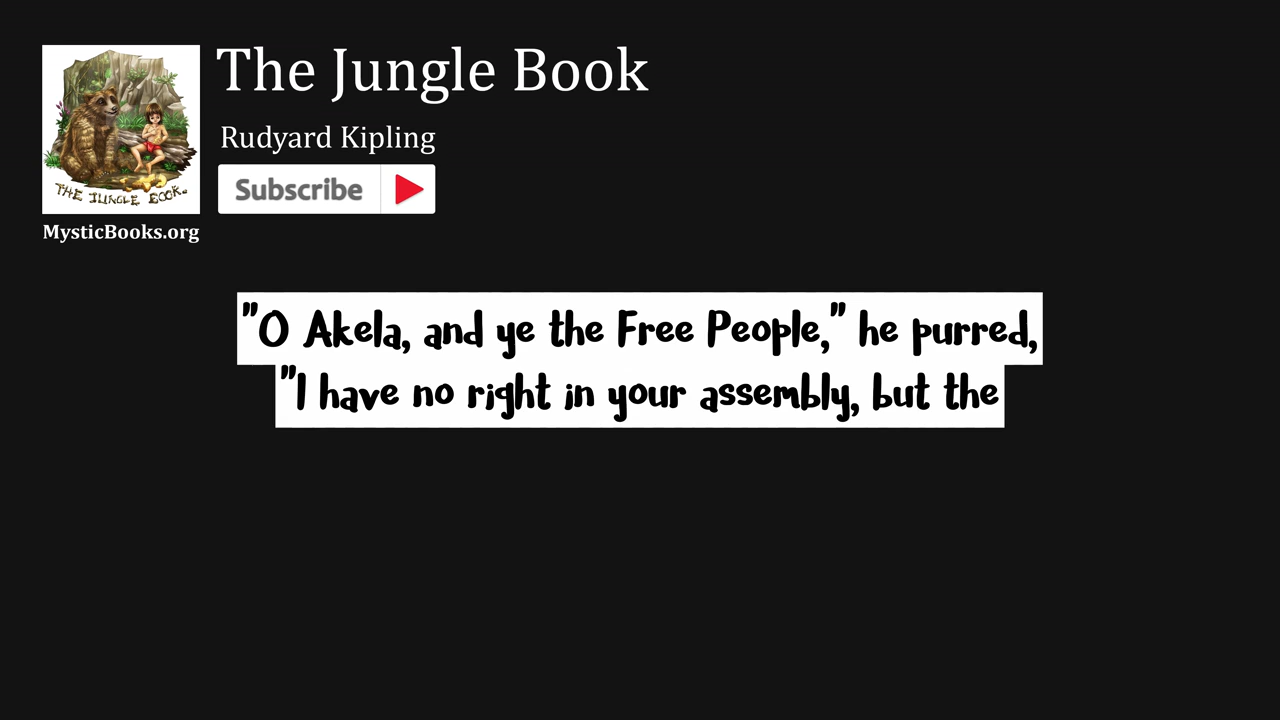 The Jungle Book
Rudyard Kipling
Subscribe
THE JUNGLE BOOK.
MysticBooks.org
"O Akela, and ye the Free People," he purred,
"I have no right in your assembly, but the